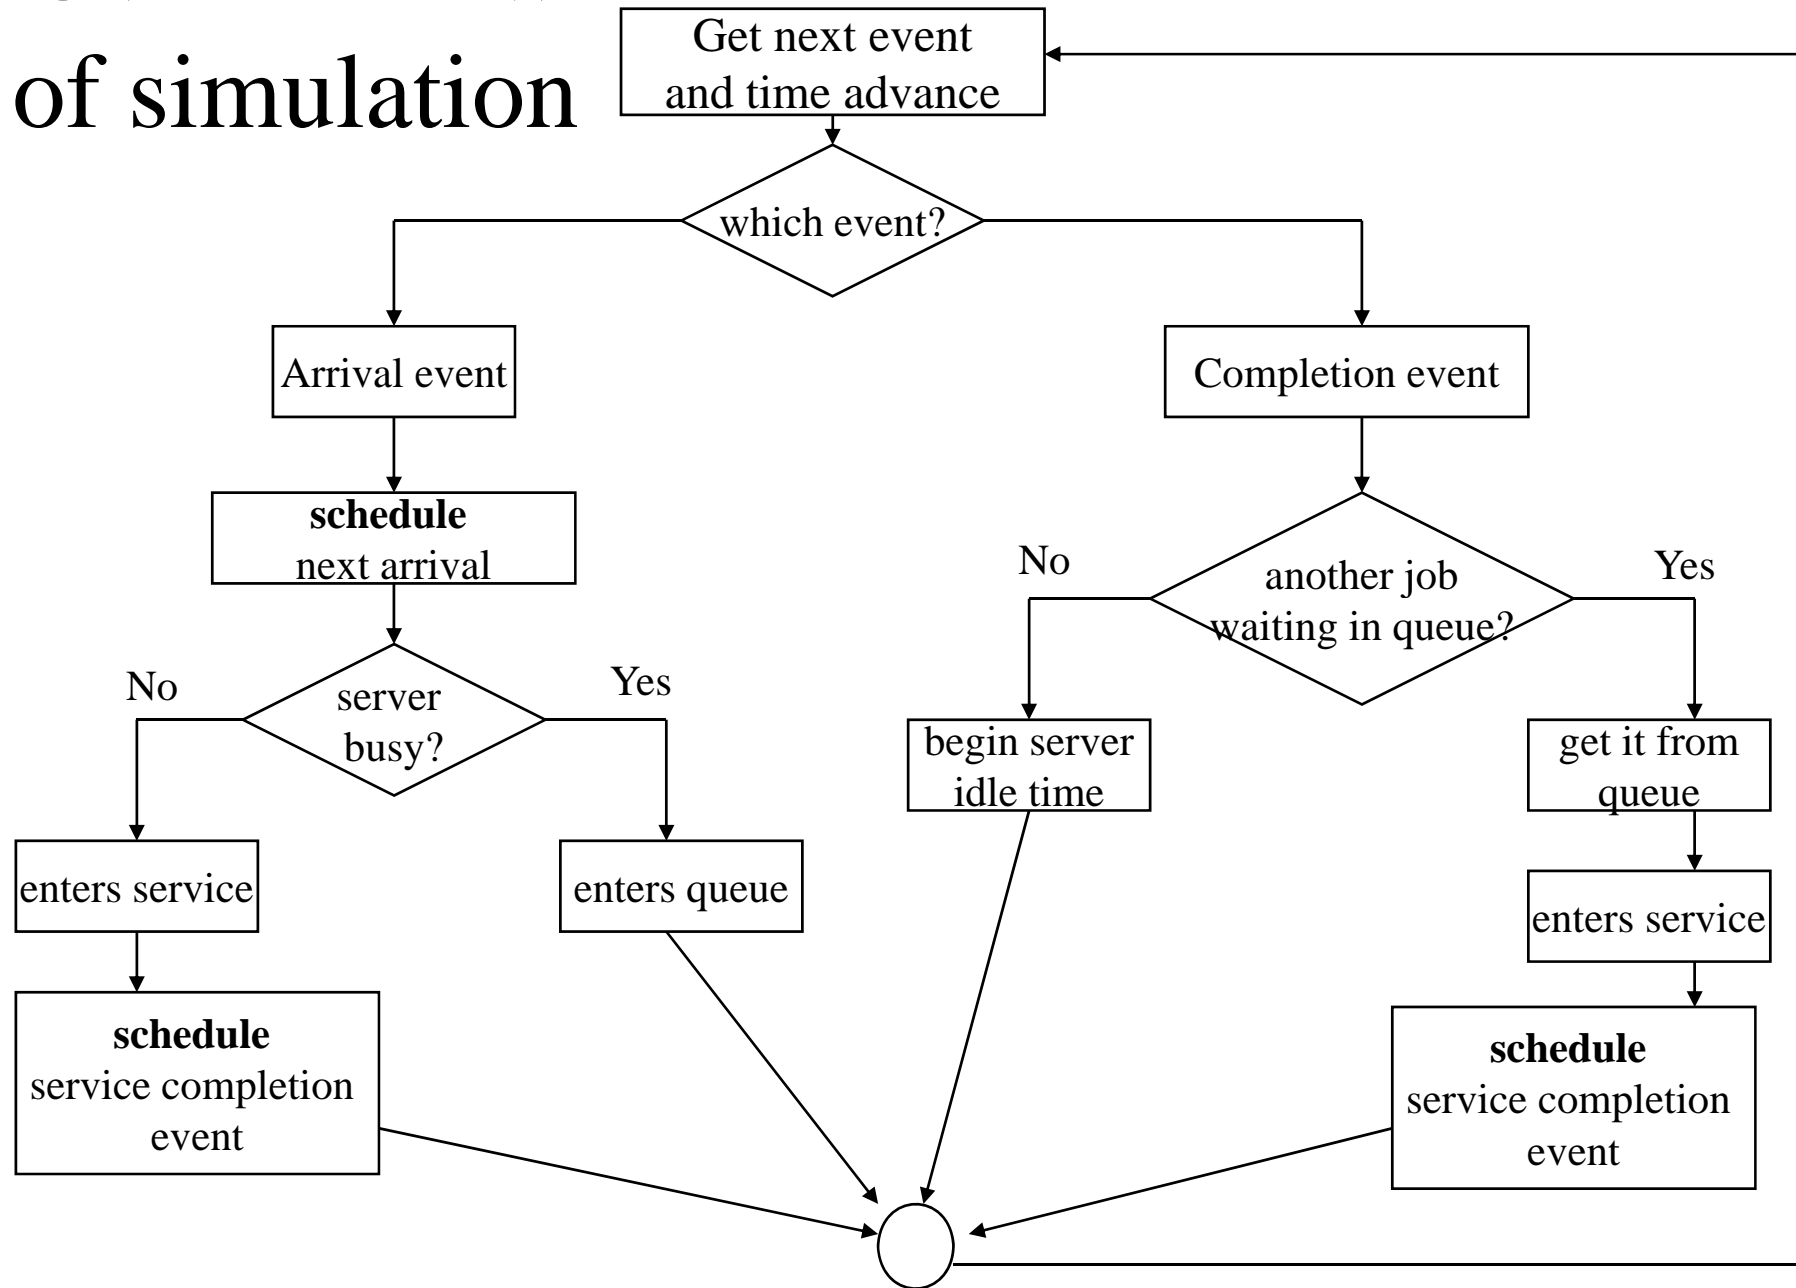 of simulation
Get next event
and time advance
which event?
Arrival event
Completion event
schedule
next arrival
No
another job
waiting in queue?
Yes
No
server
busy?
Yes
begin server
idle time
get it from
queue
enters service
enters queue
enters service
schedule
service completion
event
schedule
service completion
event